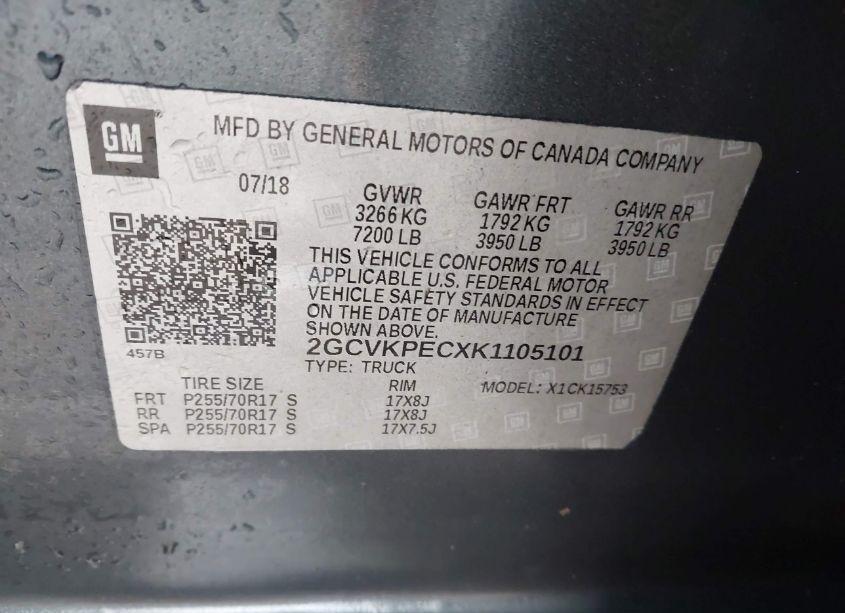 GM
MFD BY GENERAL MOTORS OF CANADA COMPANY
07/18
GVWR GAWR FRT GAWR RR
3266 KG 1792 KG 1792 KG
7200 LB 3950 LB 3950 LB
THIS VEHICLE CONFORMS TO ALL
APPLICABLE U.S. FEDERAL MOTOR
VEHICLE SAFETY STANDARDS IN EFFECT
ON THE DATE OF MANUFACTURE
SHOWN ABOVE.
457B
2GCVKPECXK1105101
TYPE: TRUCK
TIRE SIZE RIM MODEL: X1CK15753
FRT P255/70R17 S 17X8J
RR P255/70R17 S 17X8J
SPA P255/70R17 S 17X7.5J